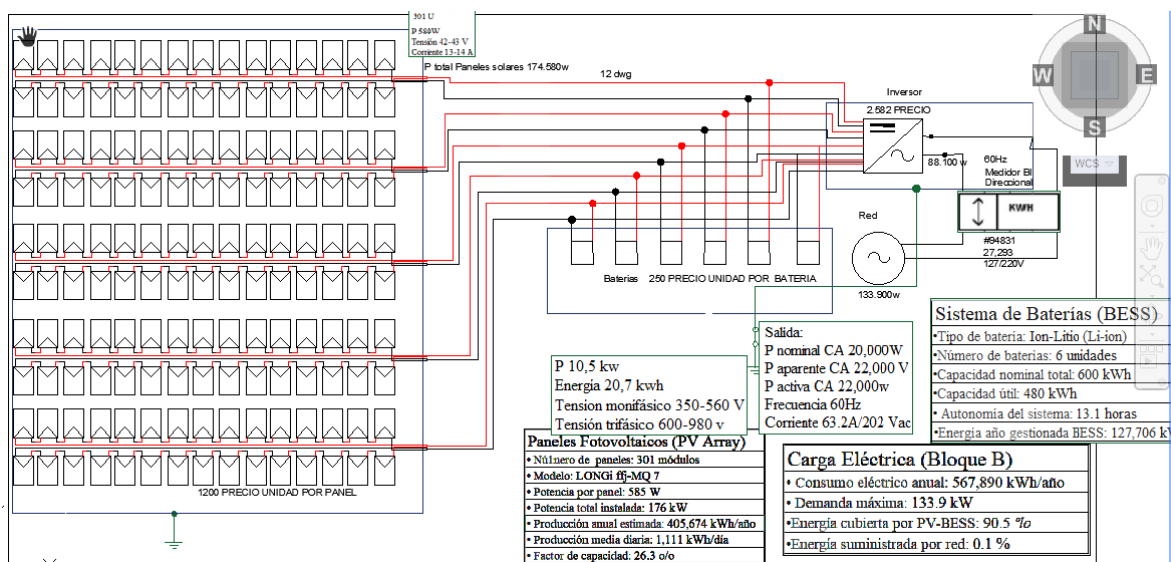 301 U
P 580W
Tensión 42-43 V
Corriente 13-14 A
P total Paneles solares 174.580w
12 dwg
Inversor
2.582 PRECIO
88.100 w
60Hz
Medidor BI
Direccional
KWH
#94831
27,293
127/220V
Red
133.900w
Baterias
250 PRECIO UNIDAD POR BATERIA
1200 PRECIO UNIDAD POR PANEL
N
W
E
S
WCS
P 10,5 kw
Energía 20,7 kwh
Tension monifásico 350-560 V
Tensión trifásico 600-980 v
Salida:
P nominal CA 20,000W
P aparente CA 22,000 V
P activa CA 22,000w
Frecuencia 60Hz
Corriente 63.2A/202 Vac
Sistema de Baterías (BESS)
•Tipo de batería: Ion-Litio (Li-ion)
•Número de baterías: 6 unidades
•Capacidad nominal total: 600 kWh
•Capacidad útil: 480 kWh
• Autonomía del sistema: 13.1 horas
•Energía año gestionada BESS: 127,706 kW
Paneles Fotovoltaicos (PV Array)
• Número de paneles: 301 módulos
• Modelo: LONGi ffj-MQ 7
• Potencia por panel: 585 W
• Potencia total instalada: 176 kW
• Producción anual estimada: 405,674 kWh/año
• Producción media diaria: 1,111 kWh/día
• Factor de capacidad: 26.3 o/o
Carga Eléctrica (Bloque B)
• Consumo eléctrico anual: 567,890 kWh/año
• Demanda máxima: 133.9 kW
•Energía cubierta por PV-BESS: 90.5 %
•Energía suministrada por red: 0.1 %